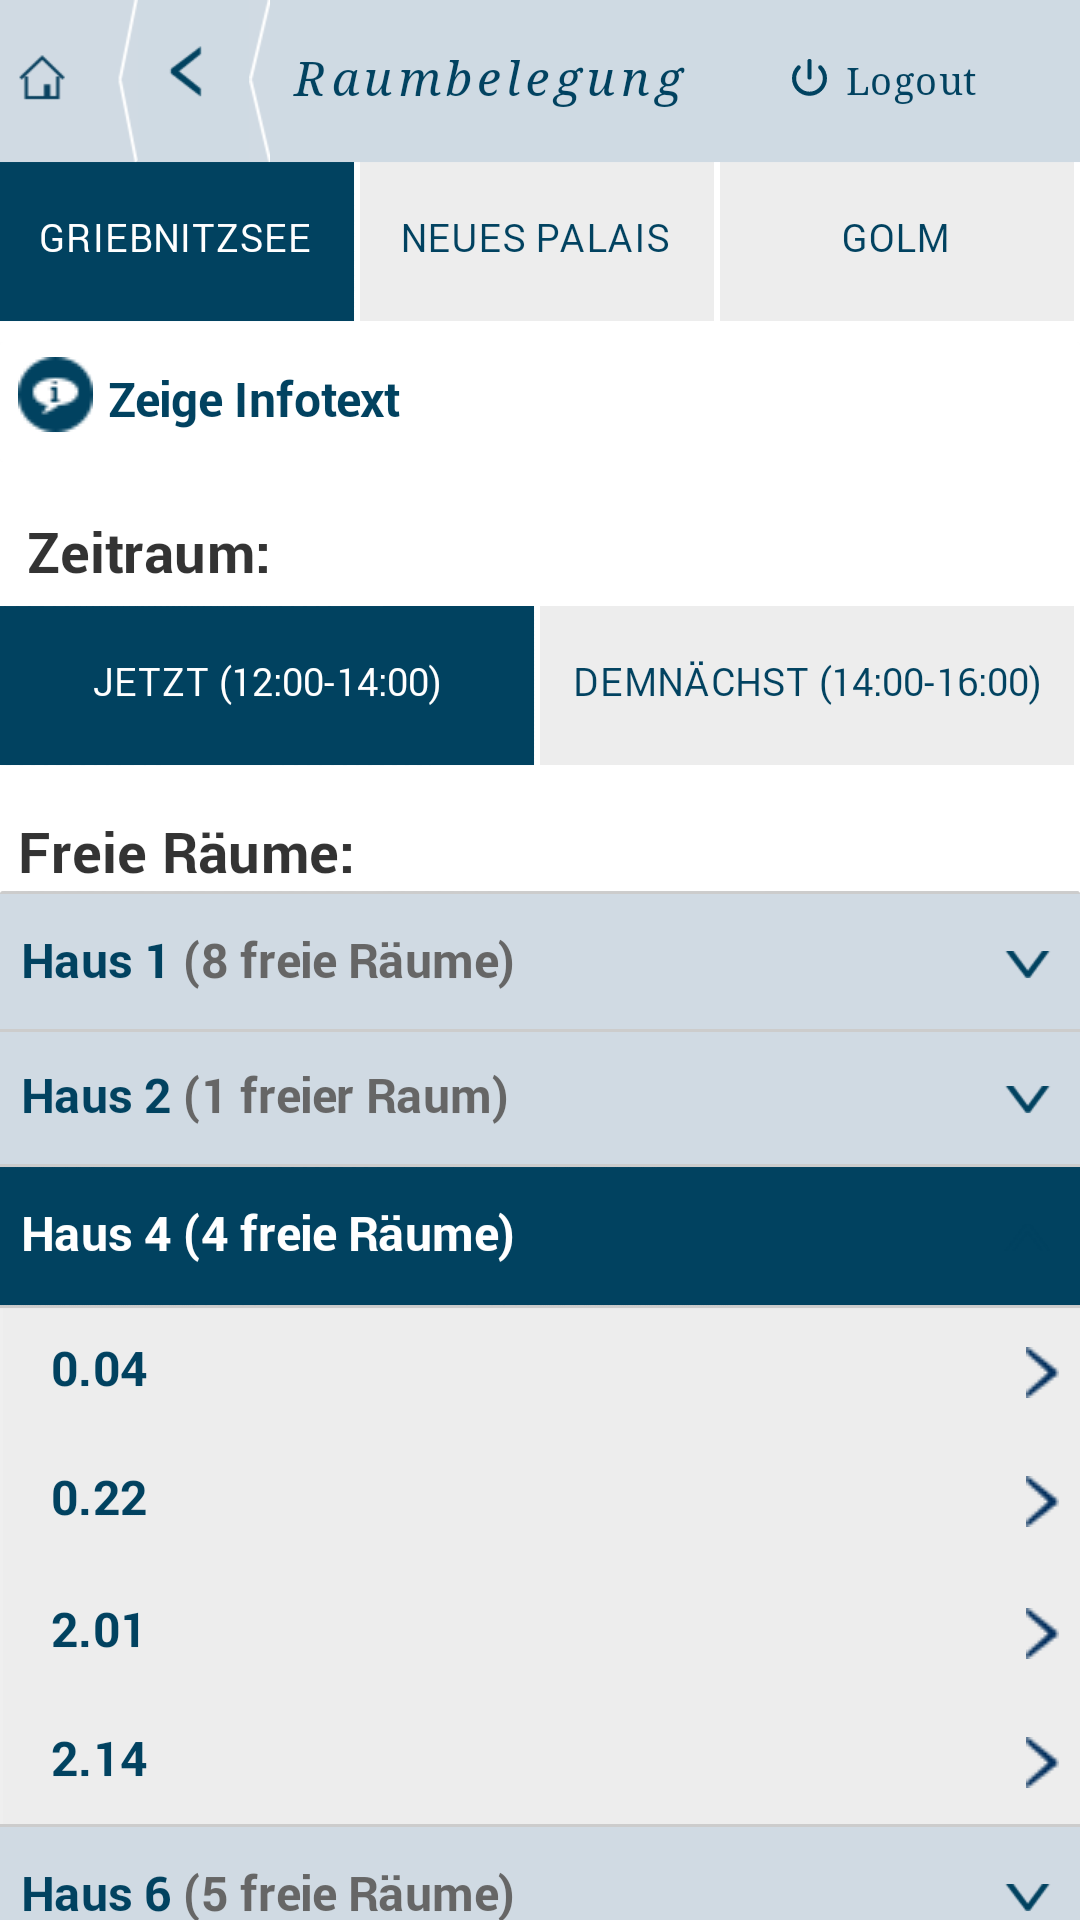 Raumbelegung Logout
GRIEBNITZSEE NEUES PALAIS GOLM
Zeige Infotext
Zeitraum:
JETZT (12:00-14:00) DEMNÄCHST (14:00-16:00)
Freie Räume:
Haus 1 (8 freie Räume)
Haus 2 (1 freier Raum)
Haus 4 (4 freie Räume)
0.04
0.22
2.01
2.14
Haus 6 (5 freie Räume)